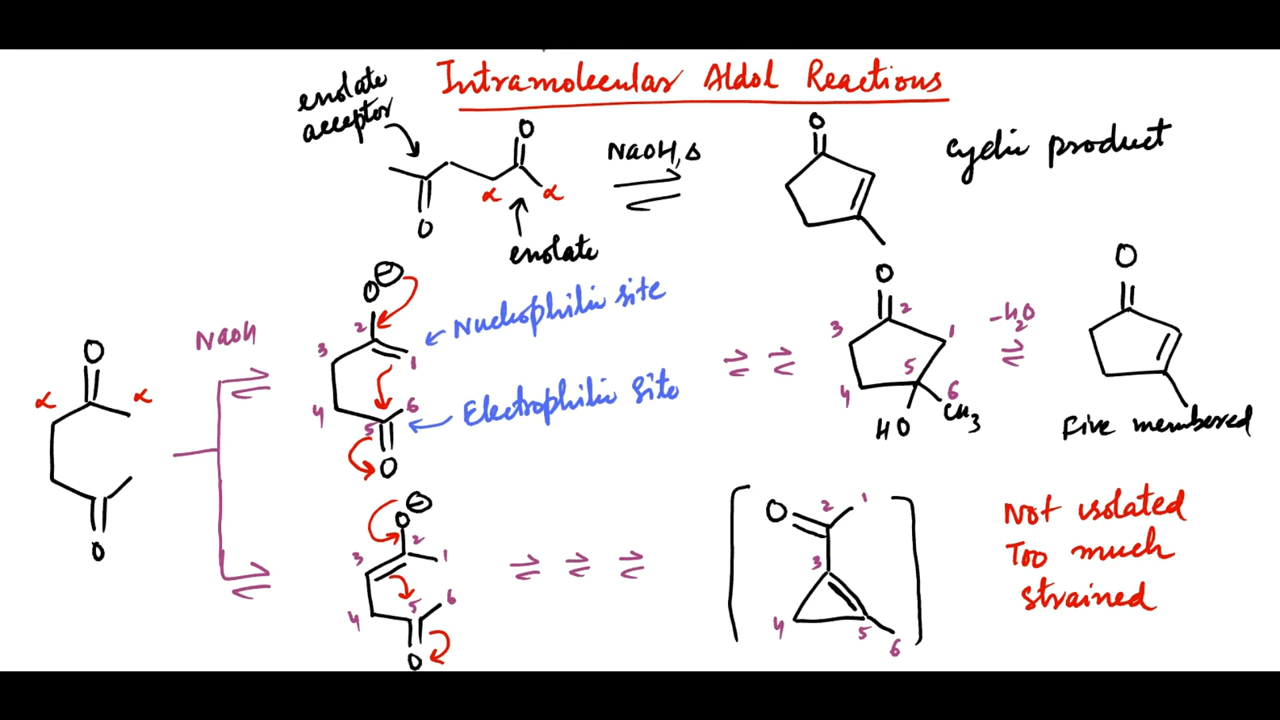 Intramolecular Aldol Reactions
enolate
acceptor
O
NaOH, Δ
O
cyclic product
α
α
O
enolate
O⊖
Nucleophilic site
NaOH
2
3
1
O
α
α
4
5
6
Electrophilic site
O
O
O
2
3
1
4
5
6
HO
CH3
-H2O
O
Five membered
O⊖
2
3
1
4
5
6
O
O
2
1
3
4
5
6
Not isolated
Too much
strained